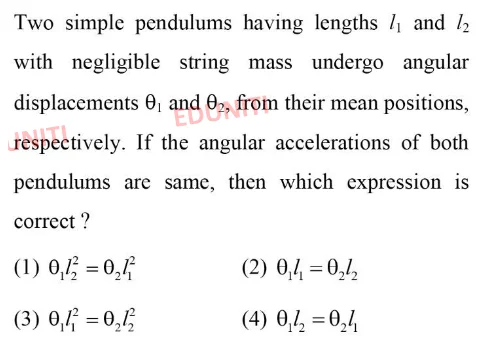 Two simple pendulums having lengths l₁ and l₂
with negligible string mass undergo angular
displacements θ₁ and θ₂, from their mean positions,
EDUNITI
UNITI
respectively. If the angular accelerations of both
pendulums are same, then which expression is
correct ?
(1) θ₁l₂² = θ₂l₁² (2) θ₁l₁ = θ₂l₂
(3) θ₁l₁² = θ₂l₂² (4) θ₁l₂ = θ₂l₁